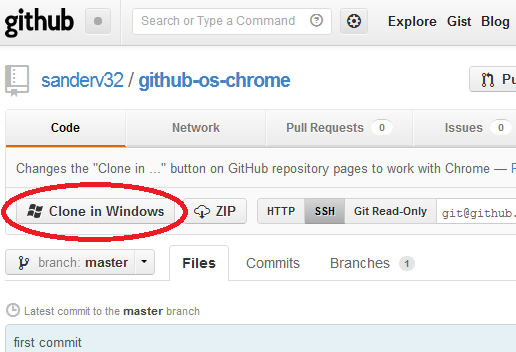 github Search or Type a Command ? Explore Gist Blog
sanderv32 / github-os-chrome
Code Network Pull Requests 0 Issues 0
Changes the "Clone in ..." button on GitHub repository pages to work with Chrome —
Clone in Windows ZIP HTTP SSH Git Read-Only git@github.
branch: master Files Commits Branches 1
Latest commit to the master branch
first commit